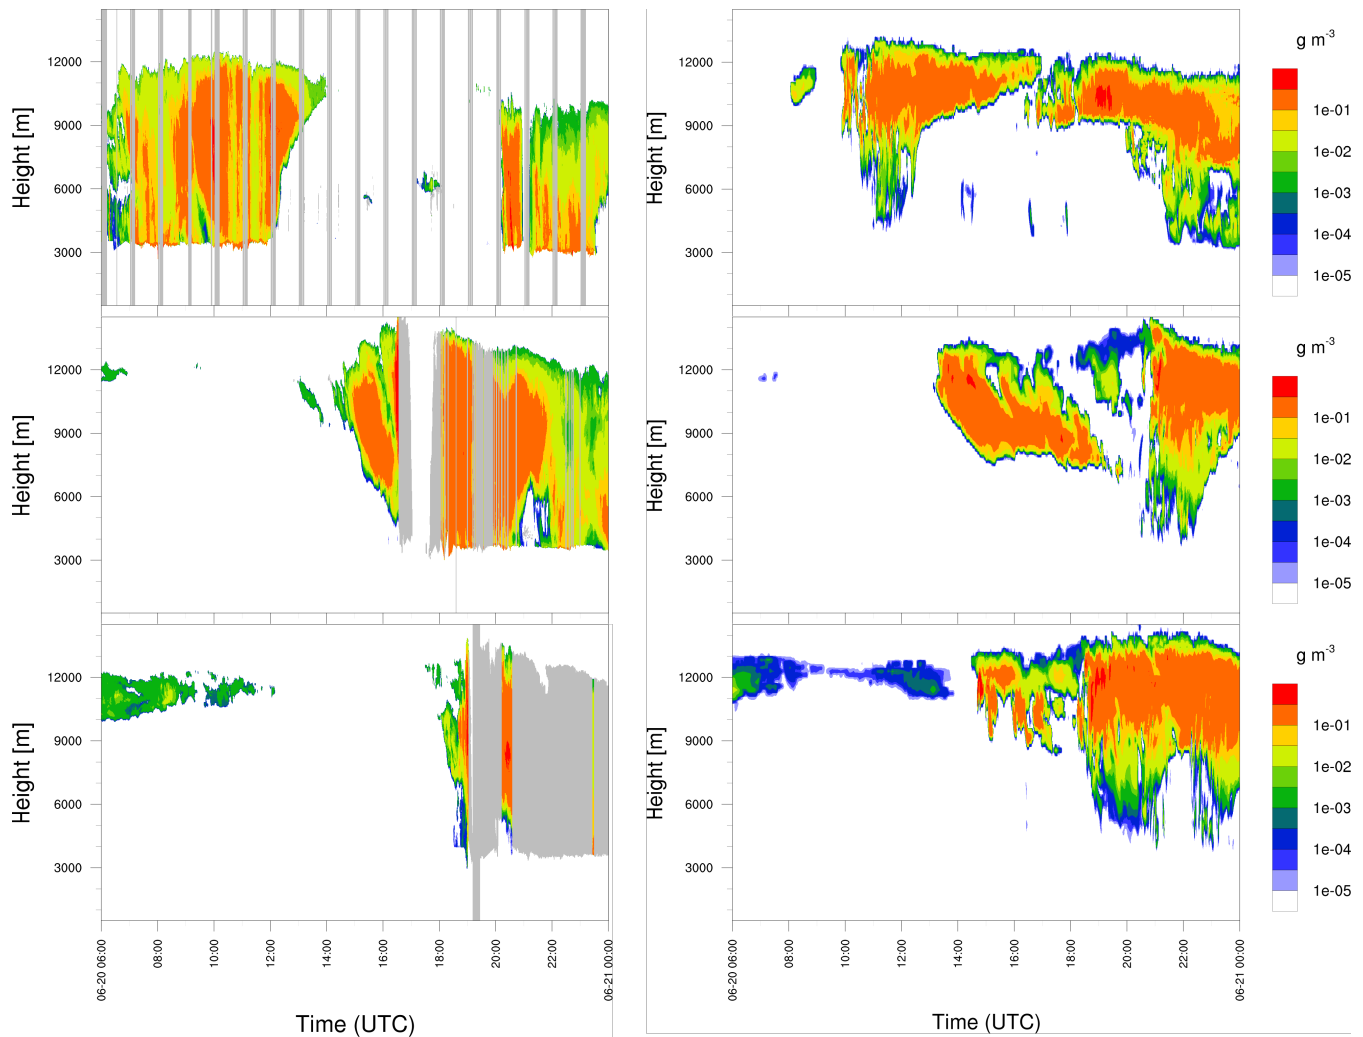 g m-3
12000
9000
6000
3000
Height [m]
12000
9000
6000
3000
Height [m]
1e-01
1e-02
1e-03
1e-04
1e-05
g m-3
12000
9000
6000
3000
Height [m]
12000
9000
6000
3000
Height [m]
1e-01
1e-02
1e-03
1e-04
1e-05
g m-3
12000
9000
6000
3000
Height [m]
12000
9000
6000
3000
Height [m]
1e-01
1e-02
1e-03
1e-04
1e-05
06-20 06:00
08:00
10:00
12:00
14:00
16:00
18:00
20:00
22:00
06-21 00:00
06-20 06:00
08:00
10:00
12:00
14:00
16:00
18:00
20:00
22:00
06-21 00:00
Time (UTC)
Time (UTC)